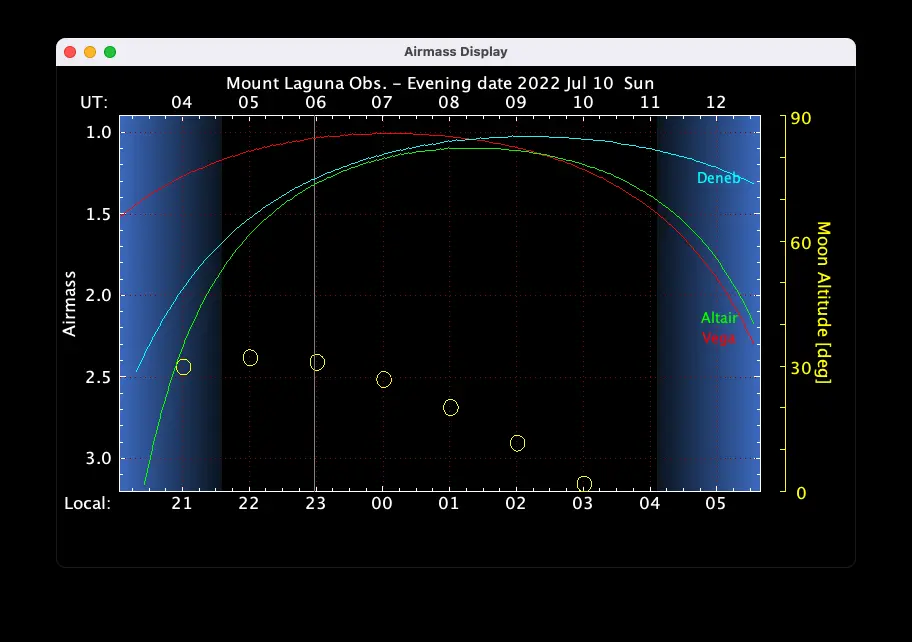 Airmass Display
Mount Laguna Obs. - Evening date 2022 Jul 10  Sun
UT: 04 05 06 07 08 09 10 11 12
1.0
1.5
2.0
2.5
3.0
Airmass
Deneb
Altair
Vega
90
60
30
0
Moon Altitude [deg]
Local: 21 22 23 00 01 02 03 04 05